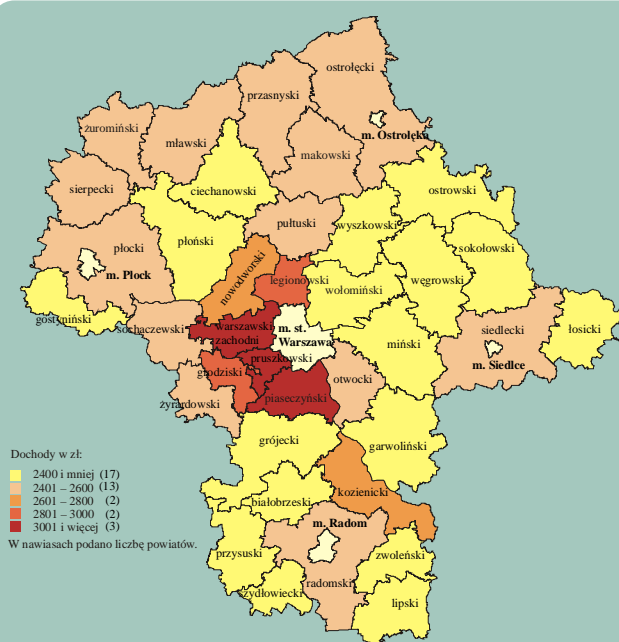 ostrołęcki
przasnyski
m. Ostrołęka
żuromiński
mławski
makowski
sierpecki
ciechanowski
ostrowski
pułtuski
wyszkowski
płocki
płoński
sokołowski
m. Płock
nowodworski
legionowski
wołomiński
węgrowski
gostyniński
sochaczewski
warszawski
zachodni
m. st.
Warszawa
siedlecki
łosicki
miński
pruszkowski
m. Siedlce
grodziski
otwocki
piaseczyński
żyrardowski
grójecki
garwoliński
Dochody w zł:
2400 i mniej (17)
2401 – 2600 (13)
2601 – 2800 (2)
2801 – 3000 (2)
3001 i więcej (3)
W nawiasach podano liczbę powiatów.
kozienicki
białobrzeski
m. Radom
przysuski
zwoleński
radomski
szydłowiecki
lipski